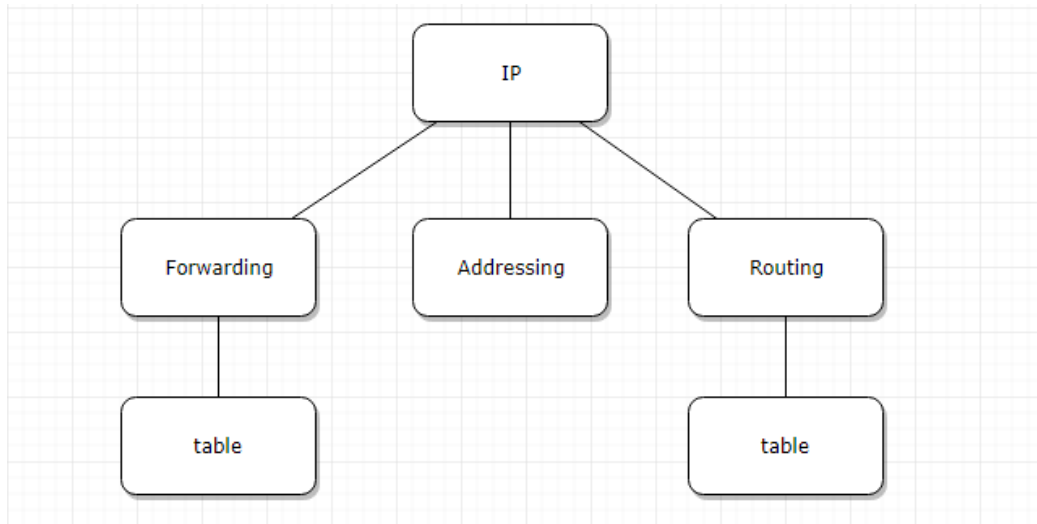 IP
Forwarding
Addressing
Routing
table
table